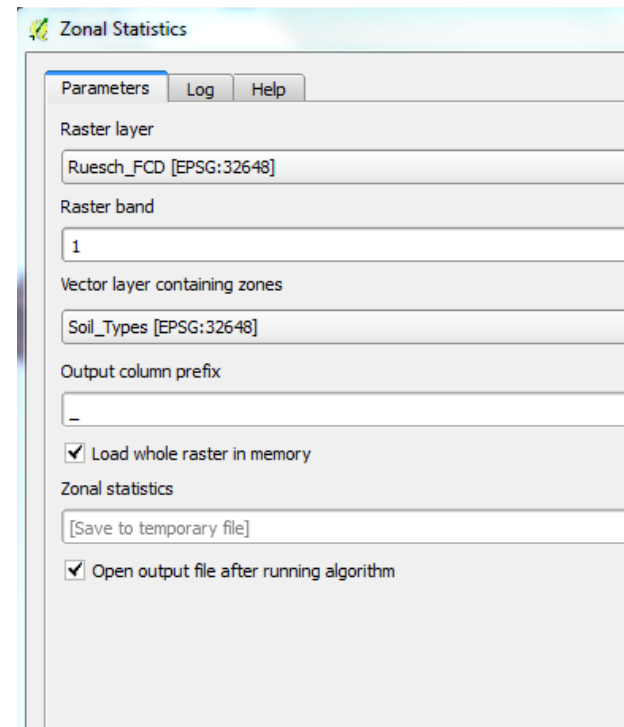 Zonal Statistics
Parameters Log Help
Raster layer
Ruesch_FCD [EPSG:32648]
Raster band
1
Vector layer containing zones
Soil_Types [EPSG:32648]
Output column prefix
_
Load whole raster in memory
Zonal statistics
[Save to temporary file]
Open output file after running algorithm